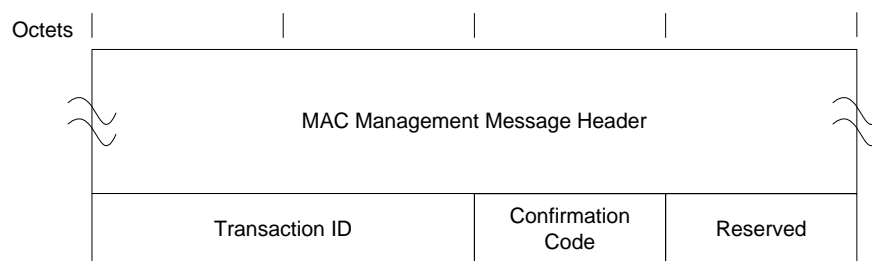 Octets
MAC Management Message Header
Transaction ID
Confirmation
Code
Reserved